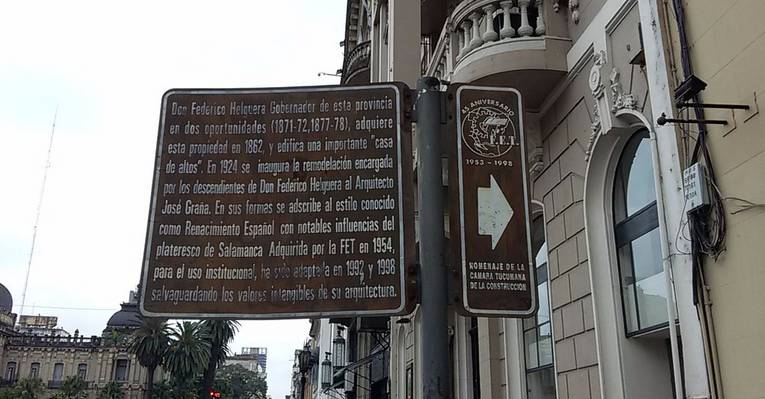 Don Federico Helguera Gobernador de esta provincia
en dos oportunidades (1871-72,1877-78), adquiere
esta propiedad en 1862, y edifica una importante "casa
de altos". En 1924 se inaugura la remodelación encargada
por los descendientes de Don Federico Helguera al Arquitecto
José Graña. En sus formas se adscribe al estilo conocido
como Renacimiento Español con notables influencias del
plateresco de Salamanca Adquirida por la FET en 1954,
para el uso institucional, ha sido adaptada en 1992 y 1998
salvaguardando los valores intangibles de su arquitectura.
45 ANIVERSARIO
F.E.T.
1953 - 1998
HOMENAJE DE LA
CAMARA TUCUMANA
DE LA CONSTRUCCION